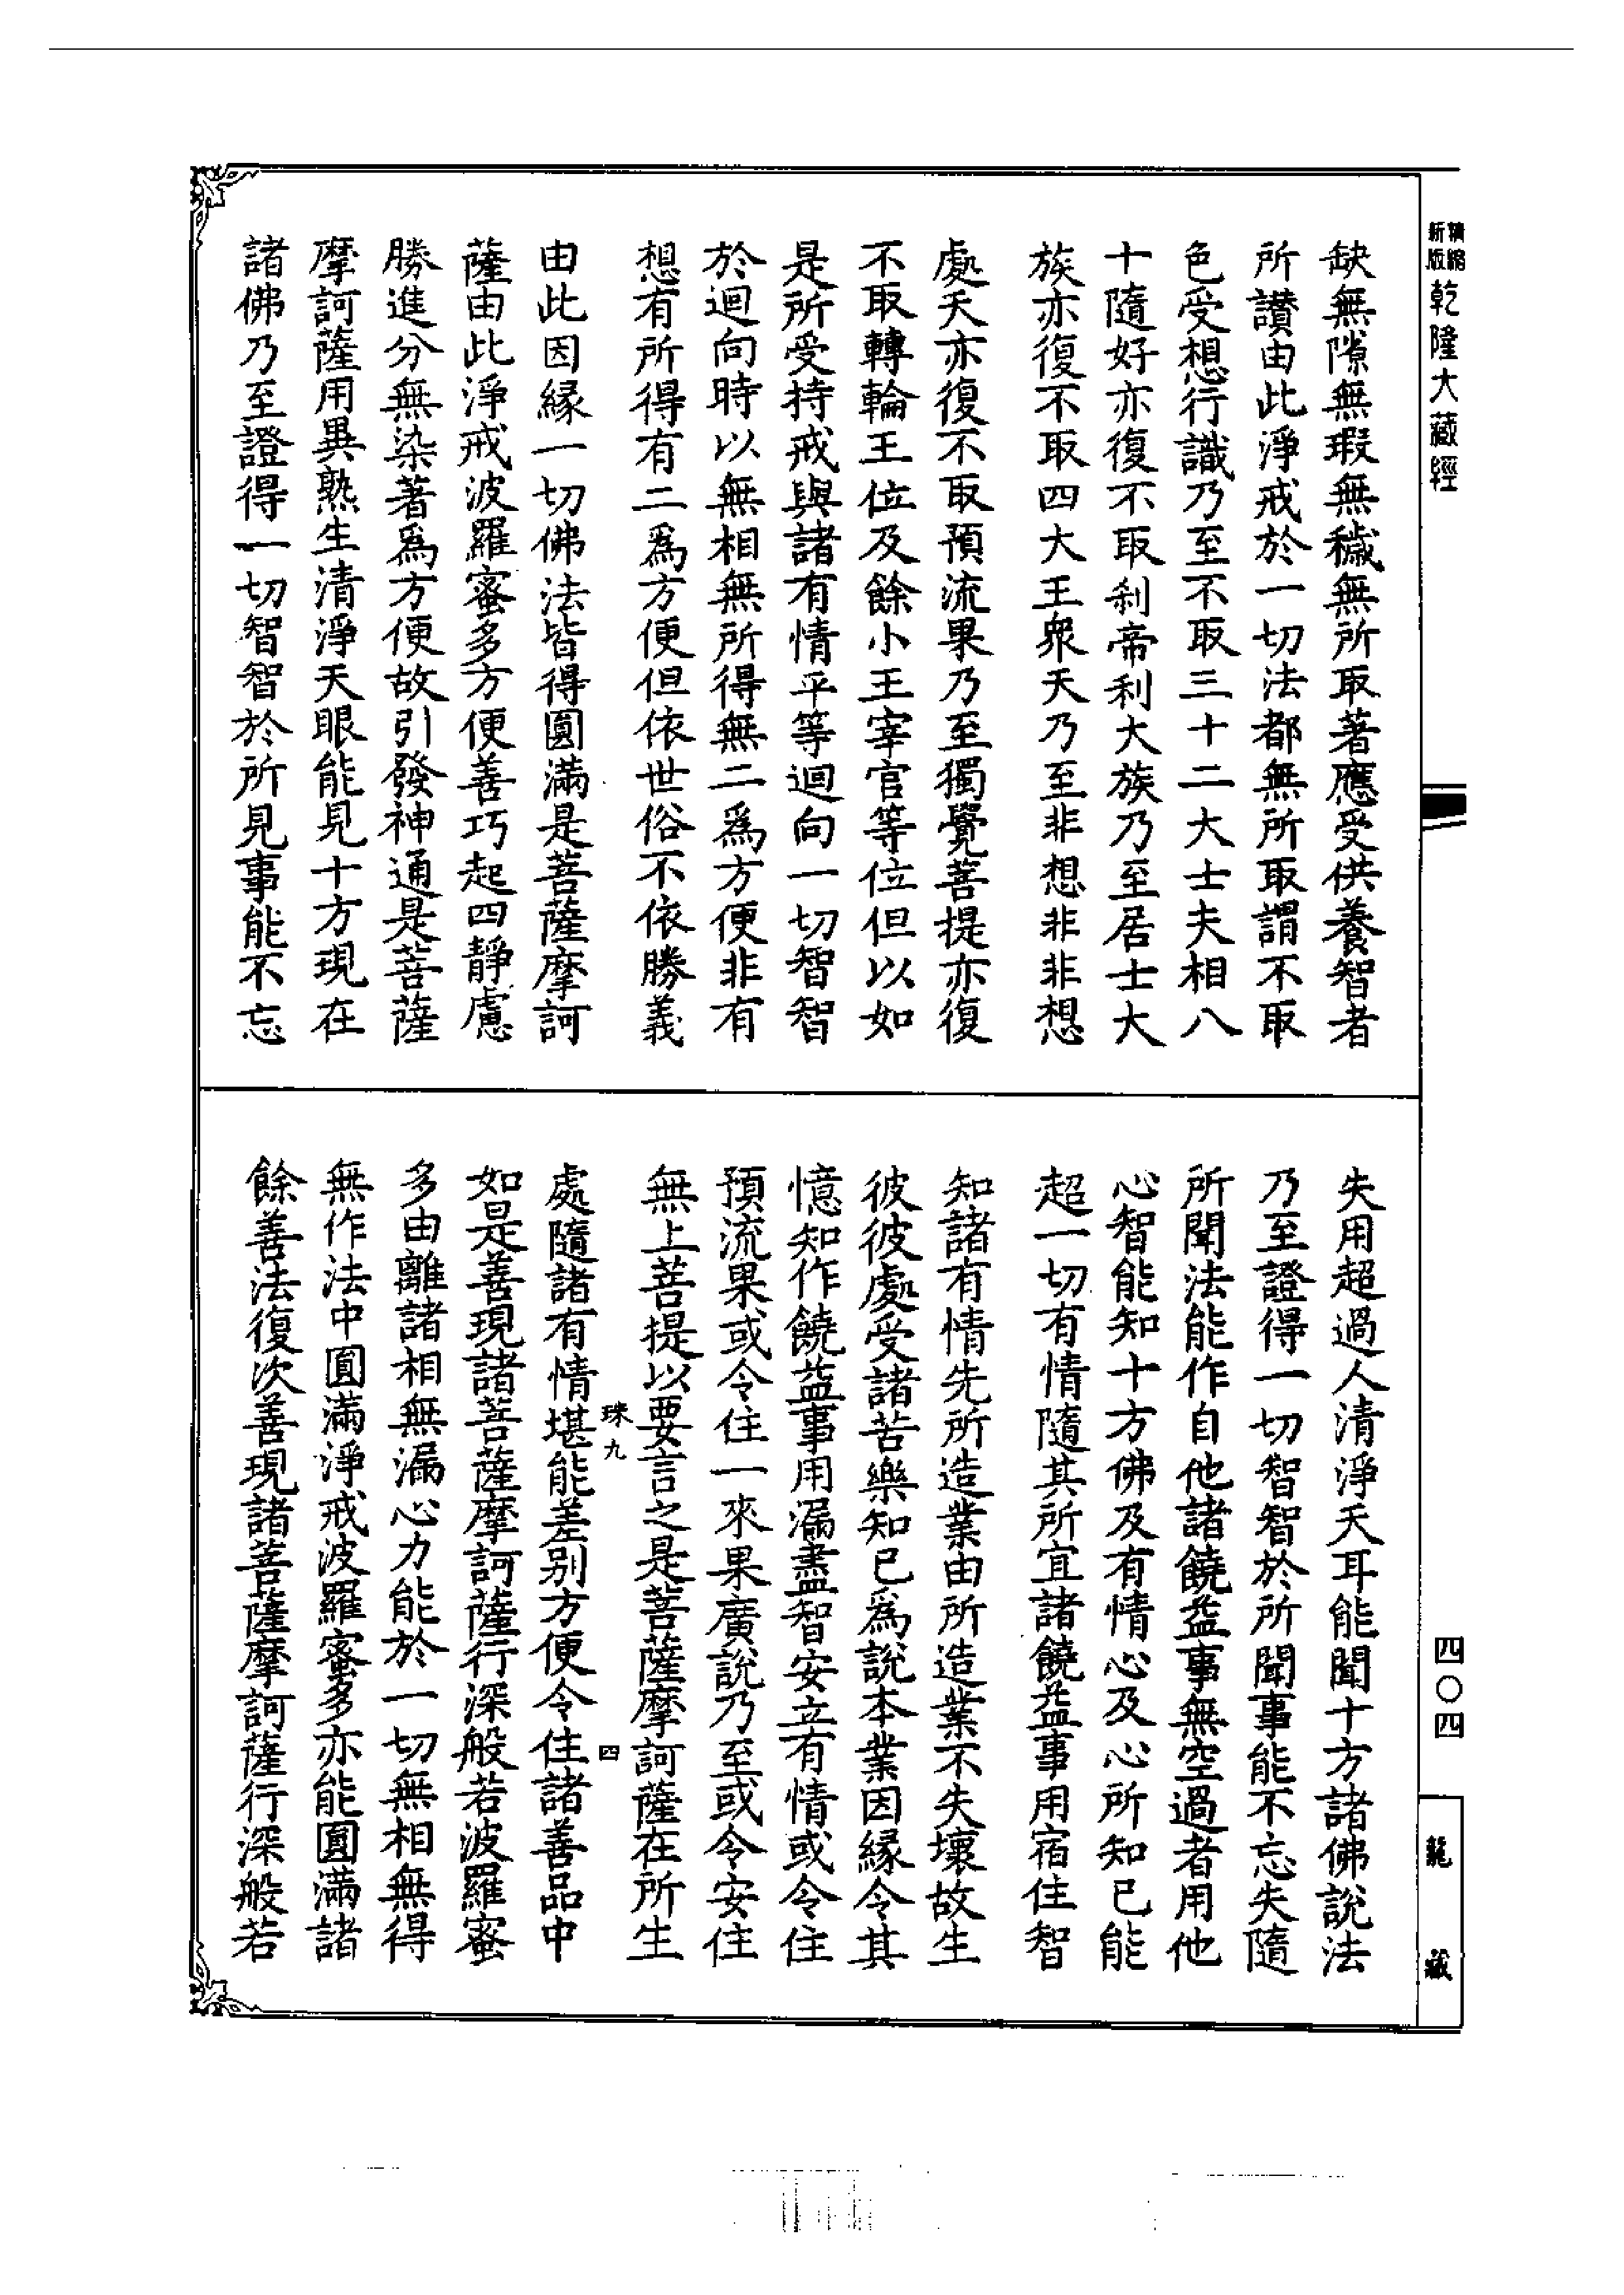 精縮
新版
乾隆大藏經
缺無隙無瑕無穢無所取著應受供養智者
所讃由此淨戒於一切法都無所取謂不取
色受想行識乃至不取三十二大士夫相八
十隨好亦復不取刹帝利大族乃至居士大
族亦復不取四大王衆天乃至非想非非想
處天亦復不取預流果乃至獨覺菩提亦復
不取轉輪王位及餘小王宰官等位但以如
是所受持戒與諸有情平等迴向一切智智
於迴向時以無相無所得無二爲方便非有
想有所得有二爲方便但依世俗不依勝義
由此因緣一切佛法皆得圓滿是菩薩摩訶
薩由此淨戒波羅蜜多方便善巧起四靜慮
勝進分無染著爲方便故引發神通是菩薩
摩訶薩用異熟生清淨天眼能見十方現在
諸佛乃至證得一切智智於所見事能不忘
失用超過人清淨天耳能聞十方諸佛說法
乃至證得一切智智於所聞事能不忘失隨
所聞法能作自他諸饒益事無空過者用他
心智能知十方佛及有情心及心所知已能
超一切有情隨其所宜諸饒益事用宿住智
知諸有情先所造業由所造業不失壞故生
彼彼處受諸苦樂知已爲說本業因緣令其
憶知作饒益事用漏盡智安立有情或令住
預流果或令住一來果廣說乃至或令安住
無上菩提以要言之是菩薩摩訶薩在所生
珠九
四
處隨諸有情堪能差別方便令住諸善品中
如是善現諸菩薩摩訶薩行深般若波羅蜜
多由離諸相無漏心力能於一切無相無得
無作法中圓滿淨戒波羅蜜多亦能圓滿諸
餘善法復次善現諸菩薩摩訶薩行深般若
四〇四
龍藏